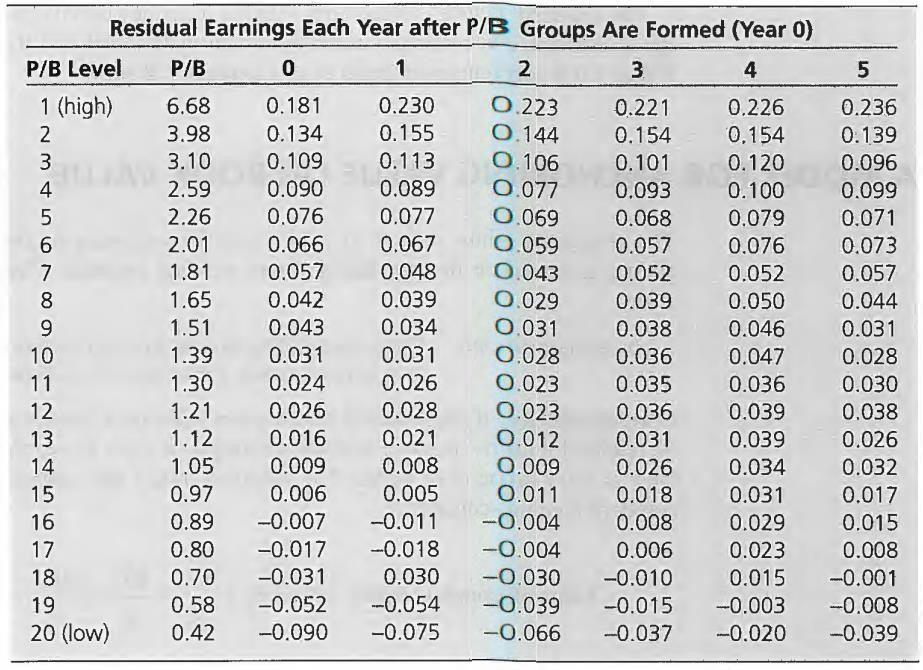 Residual Earnings Each Year after P/B Groups Are Formed (Year 0)
P/B Level P/B 0 1 2 3 4 5
1 (high) 6.68 0.181 0.230 0.223 0.221 0.226 0.236
2 3.98 0.134 0.155 0.144 0.154 0.154 0.139
3 3.10 0.109 0.113 0.106 0.101 0.120 0.096
4 2.59 0.090 0.089 0.077 0.093 0.100 0.099
5 2.26 0.076 0.077 0.069 0.068 0.079 0.071
6 2.01 0.066 0.067 0.059 0.057 0.076 0.073
7 1.81 0.057 0.048 0.043 0.052 0.052 0.057
8 1.65 0.042 0.039 0.029 0.039 0.050 0.044
9 1.51 0.043 0.034 0.031 0.038 0.046 0.031
10 1.39 0.031 0.031 0.028 0.036 0.047 0.028
11 1.30 0.024 0.026 0.023 0.035 0.036 0.030
12 1.21 0.026 0.028 0.023 0.036 0.039 0.038
13 1.12 0.016 0.021 0.012 0.031 0.039 0.026
14 1.05 0.009 0.008 0.009 0.026 0.034 0.032
15 0.97 0.006 0.005 0.011 0.018 0.031 0.017
16 0.89 –0.007 –0.011 –0.004 0.008 0.029 0.015
17 0.80 –0.017 –0.018 –0.004 0.006 0.023 0.008
18 0.70 –0.031 0.030 –0.030 –0.010 0.015 –0.001
19 0.58 –0.052 –0.054 –0.039 –0.015 –0.003 –0.008
20 (low) 0.42 –0.090 –0.075 –0.066 –0.037 –0.020 –0.039